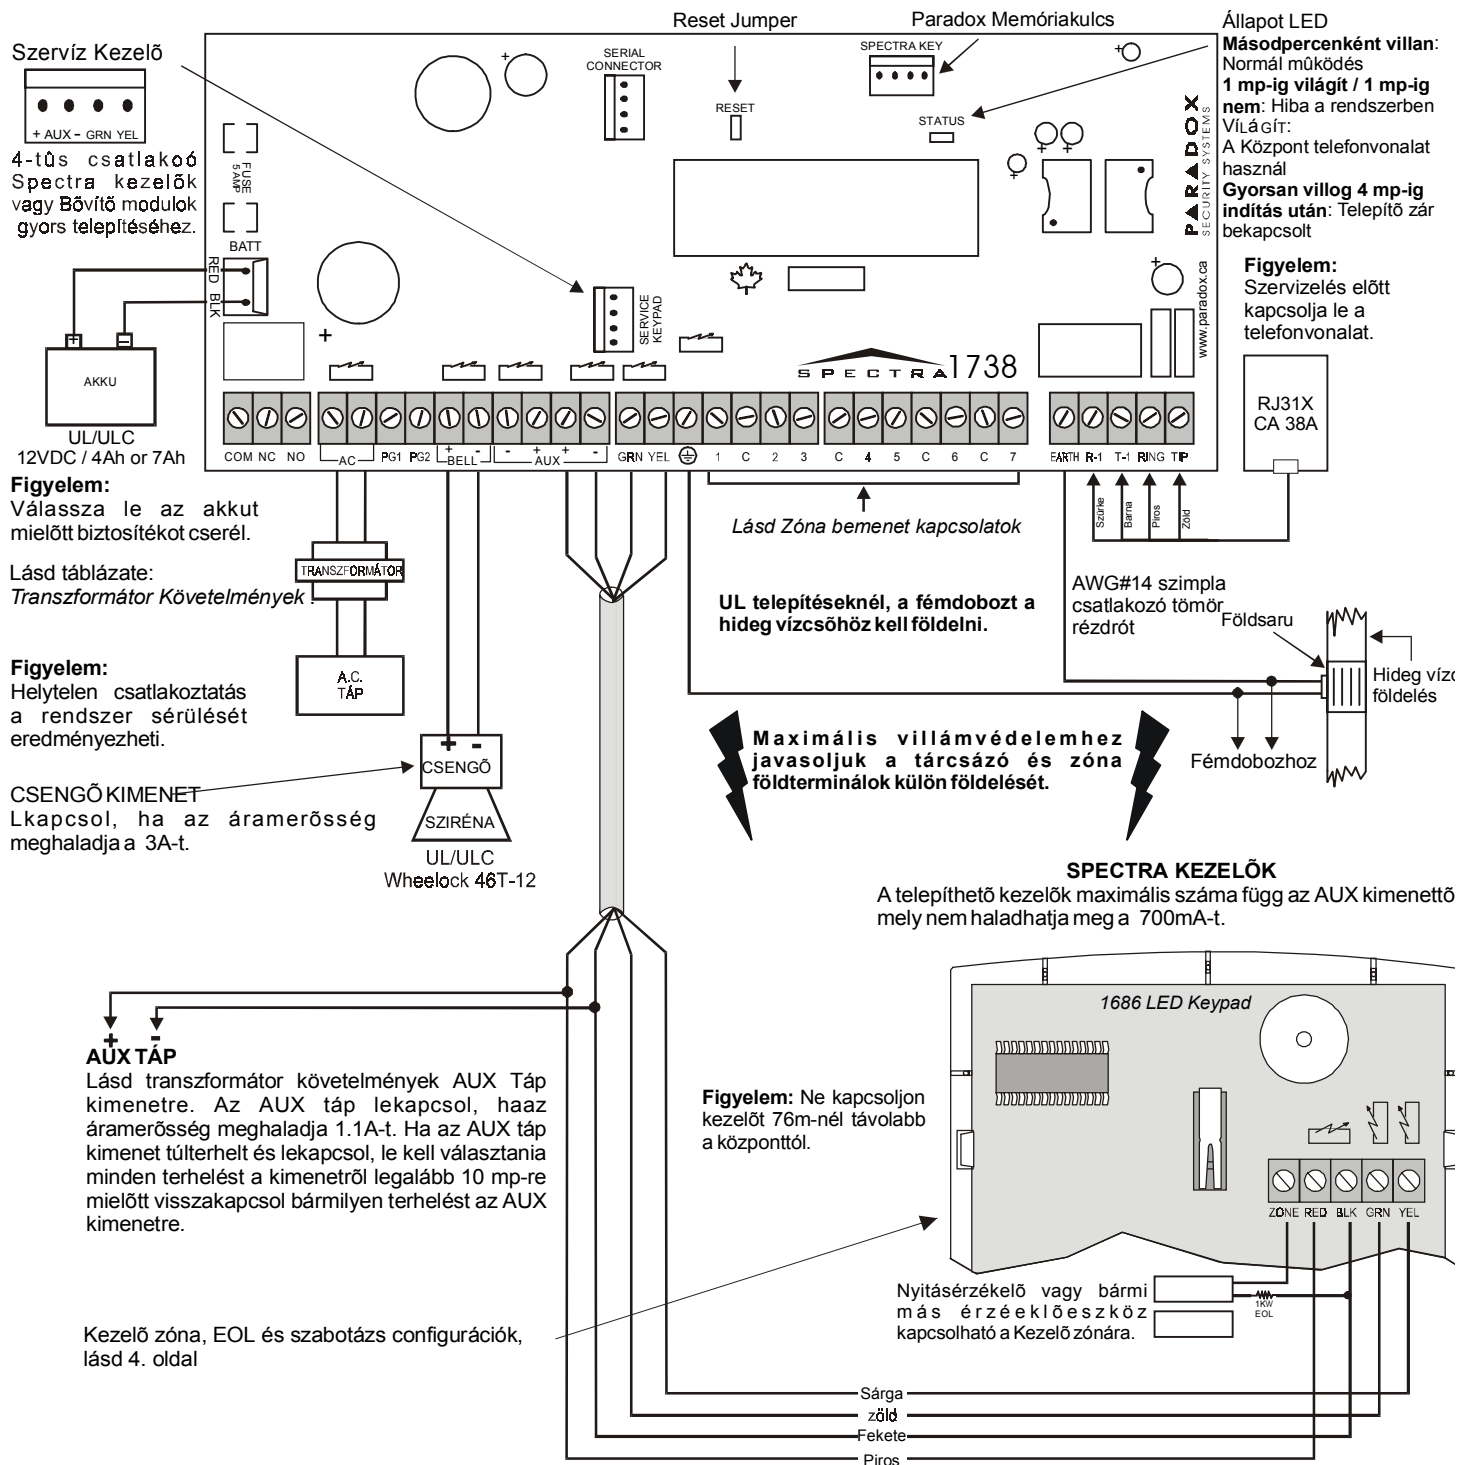 Reset Jumper
Paradox Memóriakulcs
Állapot LED
Másodpercenként villan:
Normál mûködés
1 mp-ig világít / 1 mp-ig
nem: Hiba a rendszerben
VíLáGíT:
A Központ telefonvonalat
használ
Gyorsan villog 4 mp-ig
indítás után: Telepítõ zár
bekapcsolt
Szervíz Kezelõ
+ AUX - GRN YEL
4-tûs csatlakoó
Spectra kezelõk
vagy Bõvítõ modulok
gyors telepítéséhez.
SERIAL
CONNECTOR
RESET
SPECTRA KEY
STATUS
PARADOX
SECURITY SYSTEMS
www.paradox.ca
FUSE
5 AMP
BATT
RED
BLK
+
SERVICE
KEYPAD
SPECTRA 1738
Figyelem:
Szervizelés elõtt
kapcsolja le a
telefonvonalat.
RJ31X
CA 38A
+ -
AKKU
UL/ULC
12VDC / 4Ah or 7Ah
COM NC NO AC PG1 PG2 + BELL - - + AUX + - GRN YEL 1 C 2 3 C 4 5 C 6 C 7 EARTH R-1 T-1 RING TIP
Szürke
Barna
Piros
Zöld
Figyelem:
Válassza le az akkut
mielõtt biztosítékot cserél.
Lásd táblázate:
Transzformátor Követelmények .
TRANSZFORMÁTOR
A.C.
TÁP
Figyelem:
Helytelen csatlakoztatás
a rendszer sérülését
eredményezheti.
CSENGÕ KIMENET
Lkapcsol, ha az áramerõsség
meghaladja a 3A-t.
+ -
CSENGÕ
SZIRÉNA
UL/ULC
Wheelock 46T-12
Lásd Zóna bemenet kapcsolatok
UL telepítéseknél, a fémdobozt a
hideg vízcsõhöz kell földelni.
AWG#14 szimpla
csatlakozó tömör
rézdrót
Földsaru
Hideg vízc
földelés
Fémdobozhoz
Maximális villámvédelemhez
javasoljuk a tárcsázó és zóna
földterminálok külön földelését.
SPECTRA KEZELÕK
A telepíthetõ kezelõk maximális száma függ az AUX kimenettõ
mely nem haladhatja meg a 700mA-t.
+ -
AUX TÁP
Lásd transzformátor követelmények AUX Táp
kimenetre. Az AUX táp lekapcsol, haaz
áramerõsség meghaladja 1.1A-t. Ha az AUX táp
kimenet túlterhelt és lekapcsol, le kell választania
minden terhelést a kimenetrõl legalább 10 mp-re
mielõtt visszakapcsol bármilyen terhelést az AUX
kimenetre.
1686 LED Keypad
Figyelem: Ne kapcsoljon
kezelõt 76m-nél távolabb
a központtól.
ZONE RED BLK GRN YEL
Nyitásérzékelõ vagy bármi
más érzéeklõeszköz
kapcsolható a Kezelõ zónára.
1KW
EOL
Kezelõ zóna, EOL és szabotázs configurációk,
lásd 4. oldal
Sárga
zöld
Fekete
Piros